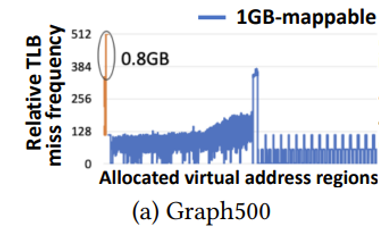 1GB-mappable
Relative TLB
miss frequency
512
384
256
128
0
0.8GB
Allocated virtual address regions
(a) Graph500